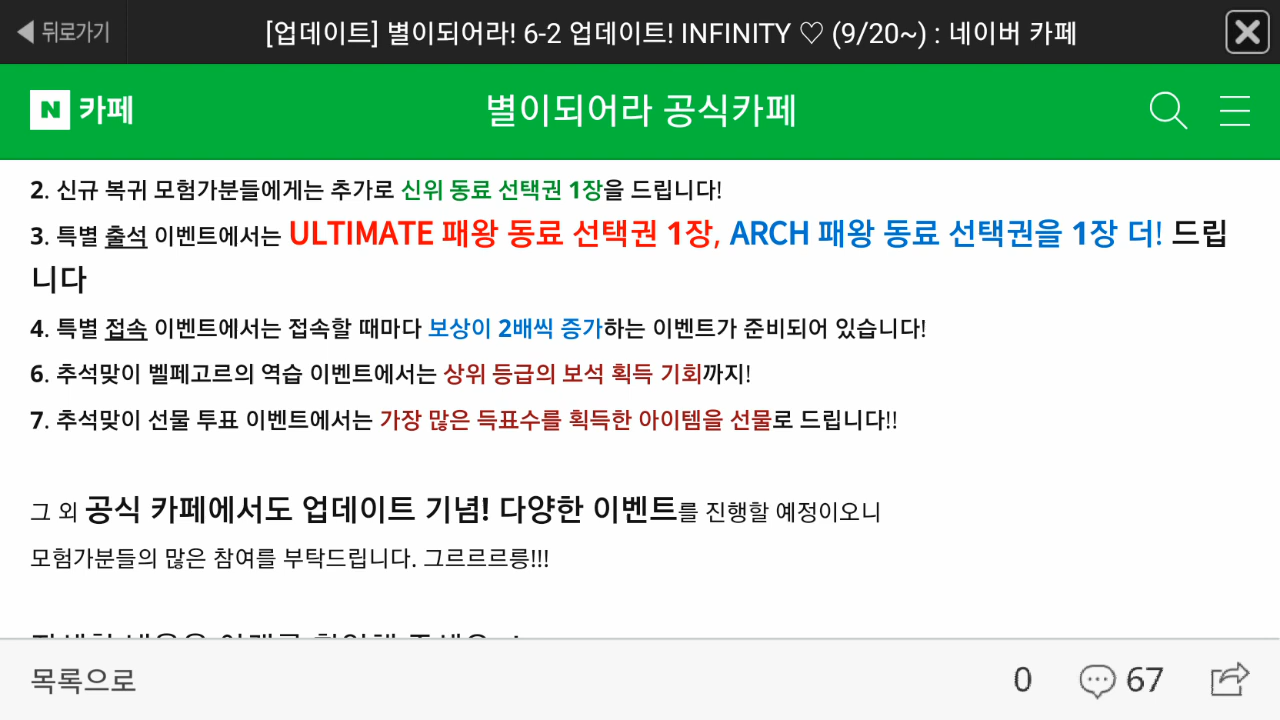 뒤로가기
[업데이트] 별이되어라! 6-2 업데이트! INFINITY ♡ (9/20~) : 네이버 카페
N 카페
별이되어라 공식카페
2. 신규 복귀 모험가분들에게는 추가로 신위 동료 선택권 1장을 드립니다!
3. 특별 출석 이벤트에서는 ULTIMATE 패왕 동료 선택권 1장, ARCH 패왕 동료 선택권을 1장 더! 드립
니다
4. 특별 접속 이벤트에서는 접속할 때마다 보상이 2배씩 증가하는 이벤트가 준비되어 있습니다!
6. 추석맞이 벨페고르의 역습 이벤트에서는 상위 등급의 보석 획득 기회까지!
7. 추석맞이 선물 투표 이벤트에서는 가장 많은 득표수를 획득한 아이템을 선물로 드립니다!!
그 외 공식 카페에서도 업데이트 기념! 다양한 이벤트를 진행할 예정이오니
모험가분들의 많은 참여를 부탁드립니다. 그르르르릉!!!
목록으로
0
67